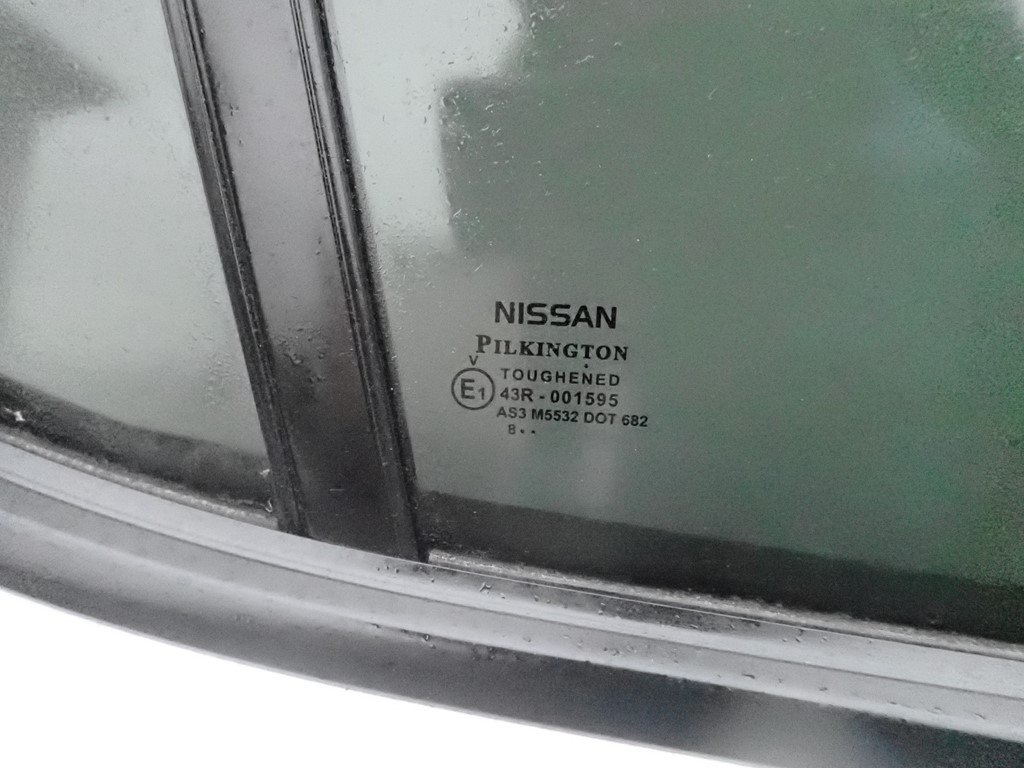 NISSAN
PILKINGTON
V
TOUGHENED
E1 43R - 001595
AS3 M5532 DOT 682
8 ..